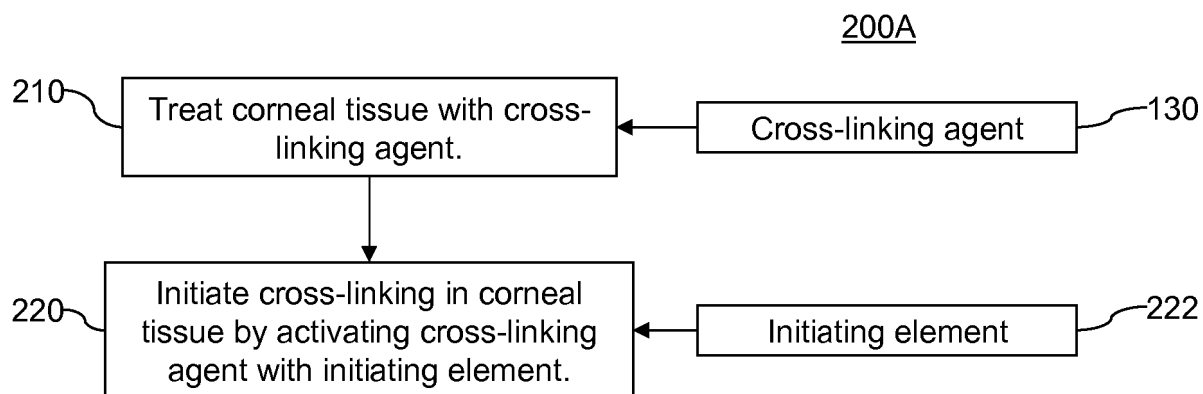 200A
210
Treat corneal tissue with cross-
linking agent.
Cross-linking agent
130
220
Initiate cross-linking in corneal
tissue by activating cross-linking
agent with initiating element.
Initiating element
222